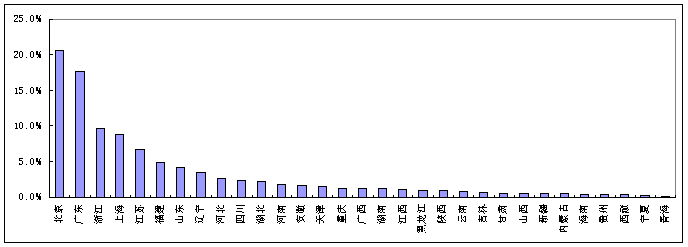 25.0%
20.0%
15.0%
10.0%
5.0%
0.0%
北京
广东
浙江
上海
江苏
福建
山东
辽宁
河北
四川
湖北
河南
安徽
天津
重庆
广西
湖南
江西
黑龙江
陕西
云南
吉林
甘肃
山西
新疆
内蒙古
海南
贵州
西藏
宁夏
青海